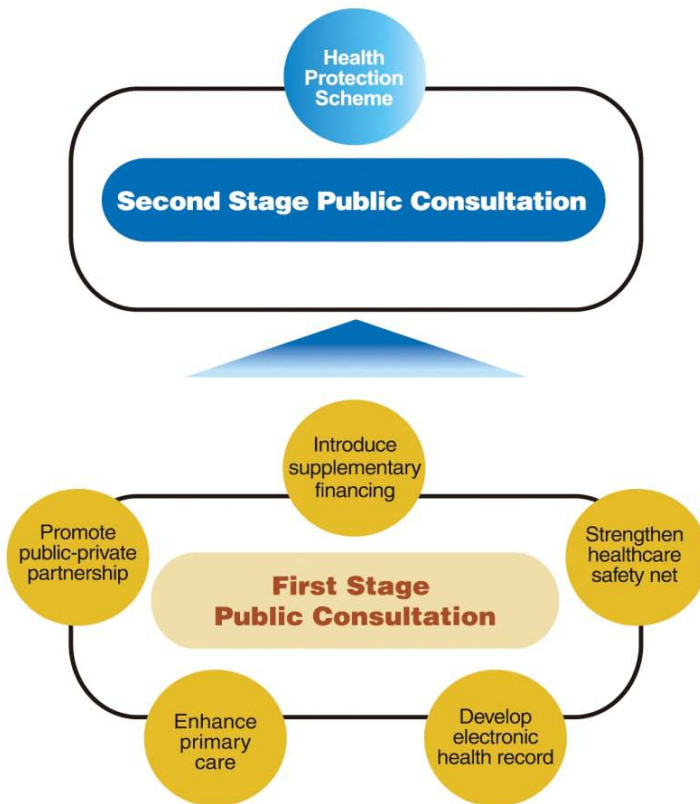 Health
Protection
Scheme
Second Stage Public Consultation
Introduce
supplementary
financing
Promote
public-private
partnership
Strengthen
healthcare
safety net
First Stage
Public Consultation
Enhance
primary
care
Develop
electronic
health record